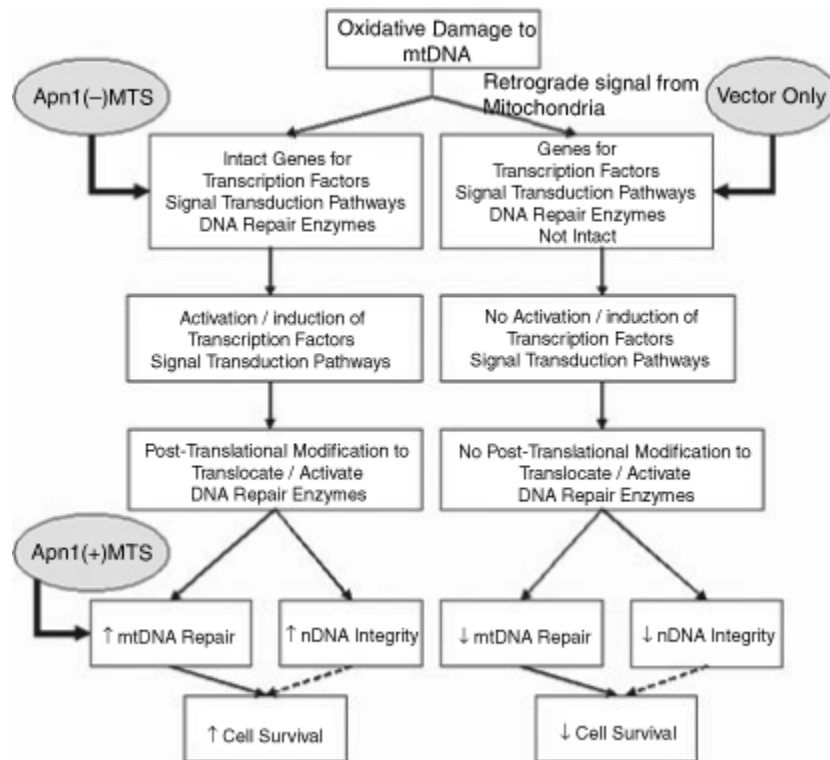 Oxidative Damage to
mtDNA
Apn1(–)MTS
Retrograde signal from
Mitochondria
Vector Only
Intact Genes for
Transcription Factors
Signal Transduction Pathways
DNA Repair Enzymes
Genes for
Transcription Factors
Signal Transduction Pathways
DNA Repair Enzymes
Not Intact
Activation / induction of
Transcription Factors
Signal Transduction Pathways
No Activation / induction of
Transcription Factors
Signal Transduction Pathways
Post-Translational Modification to
Translocate / Activate
DNA Repair Enzymes
No Post-Translational Modification to
Translocate / Activate
DNA Repair Enzymes
Apn1(+)MTS
↑mtDNA Repair
↑nDNA Integrity
↓mtDNA Repair
↓nDNA Integrity
↑Cell Survival
↓Cell Survival